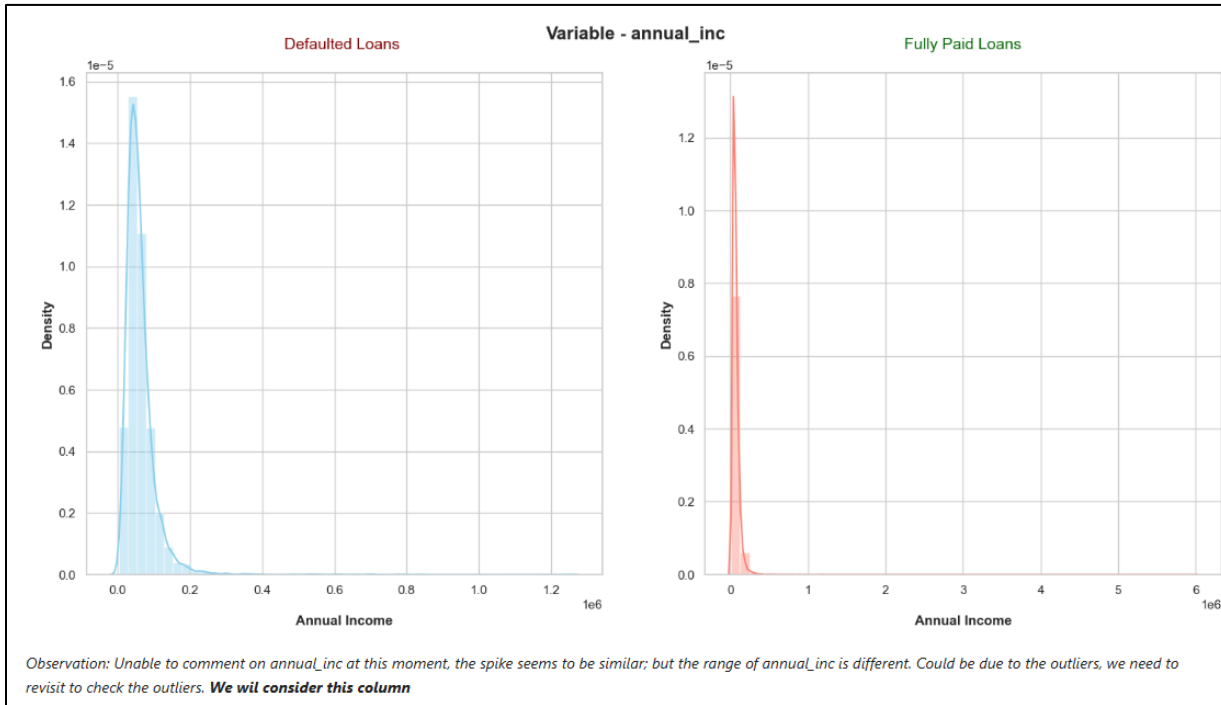 Variable - annual_inc
Defaulted Loans
1e−5
1.6
1.4
1.2
1.0
0.8
0.6
0.4
0.2
0.0
Density
0.0 0.2 0.4 0.6 0.8 1.0 1.2
1e6
Annual Income
Fully Paid Loans
1e−5
1.2
1.0
0.8
0.6
0.4
0.2
0.0
Density
0 1 2 3 4 5 6
1e6
Annual Income
Observation: Unable to comment on annual_inc at this moment, the spike seems to be similar; but the range of annual_inc is different. Could be due to the outliers, we need to
revisit to check the outliers. We wil consider this column